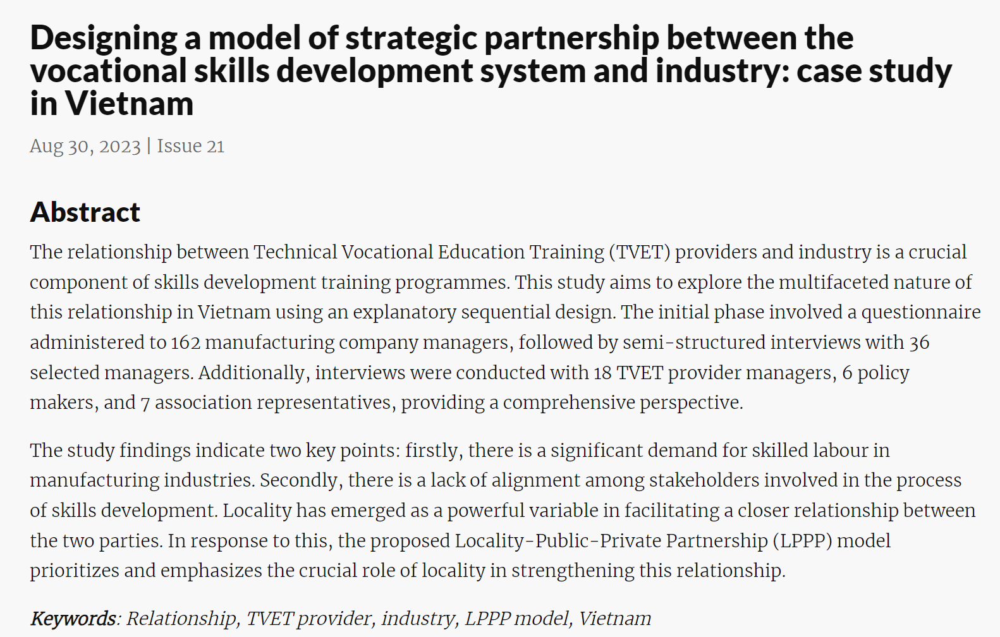 Designing a model of strategic partnership between the
vocational skills development system and industry: case study
in Vietnam
Aug 30, 2023 | Issue 21
Abstract
The relationship between Technical Vocational Education Training (TVET) providers and industry is a crucial
component of skills development training programmes. This study aims to explore the multifaceted nature of
this relationship in Vietnam using an explanatory sequential design. The initial phase involved a questionnaire
administered to 162 manufacturing company managers, followed by semi-structured interviews with 36
selected managers. Additionally, interviews were conducted with 18 TVET provider managers, 6 policy
makers, and 7 association representatives, providing a comprehensive perspective.
The study findings indicate two key points: firstly, there is a significant demand for skilled labour in
manufacturing industries. Secondly, there is a lack of alignment among stakeholders involved in the process
of skills development. Locality has emerged as a powerful variable in facilitating a closer relationship between
the two parties. In response to this, the proposed Locality-Public-Private Partnership (LPPP) model
prioritizes and emphasizes the crucial role of locality in strengthening this relationship.
Keywords: Relationship, TVET provider, industry, LPPP model, Vietnam